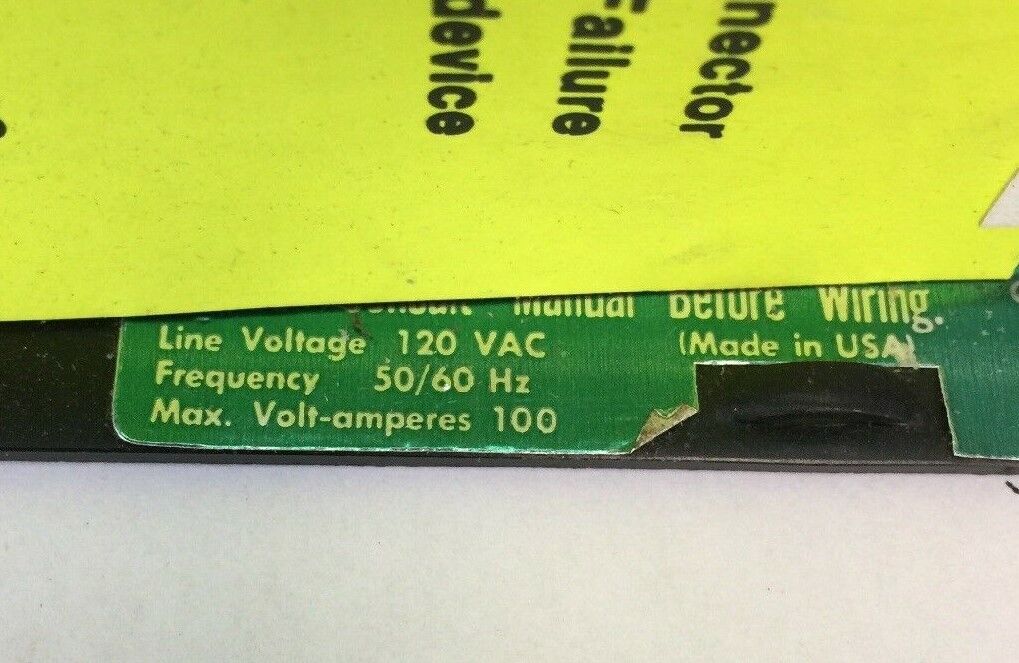 nector
Failure
device
Manual Before Wiring.
Line Voltage 120 VAC (Made in USA)
Frequency 50/60 Hz
Max. Volt-amperes 100